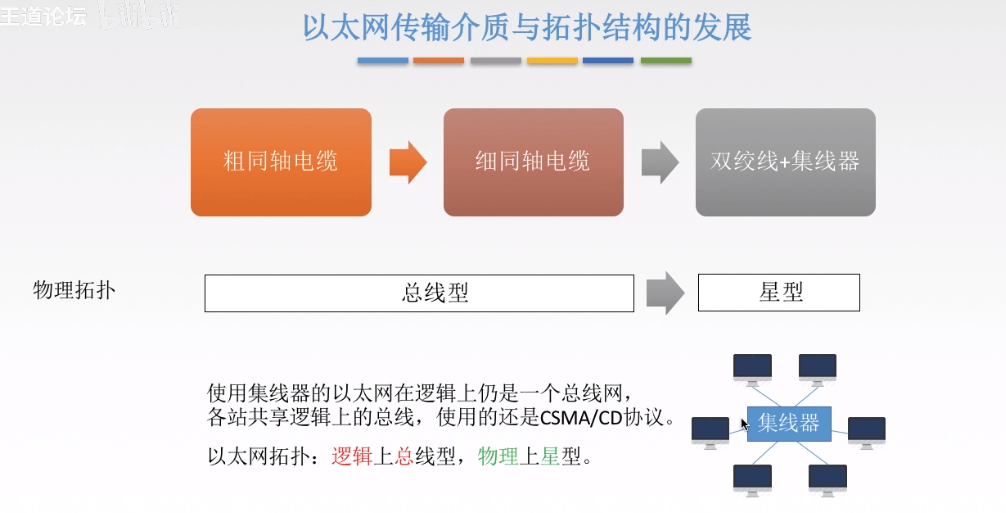 王道论坛
以太网传输介质与拓扑结构的发展
粗同轴电缆
细同轴电缆
双绞线+集线器
物理拓扑
总线型
星型
使用集线器的以太网在逻辑上仍是一个总线网，
各站共享逻辑上的总线，使用的还是CSMA/CD协议。
以太网拓扑：逻辑上总线型，物理上星型。
集线器